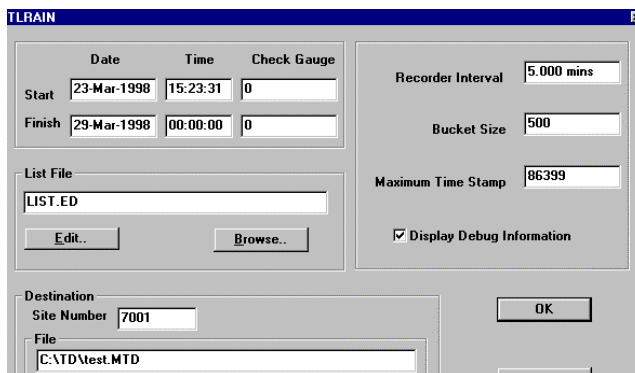 TLRAIN
Date Time Check Gauge
Start 23-Mar-1998 15:23:31 0
Finish 29-Mar-1998 00:00:00 0
Recorder Interval 5.000 mins
Bucket Size 500
Maximum Time Stamp 86399
Display Debug Information
List File
LIST.ED
Edit.. Browse..
Destination
Site Number 7001
File
C:\TD\test.MTD
OK